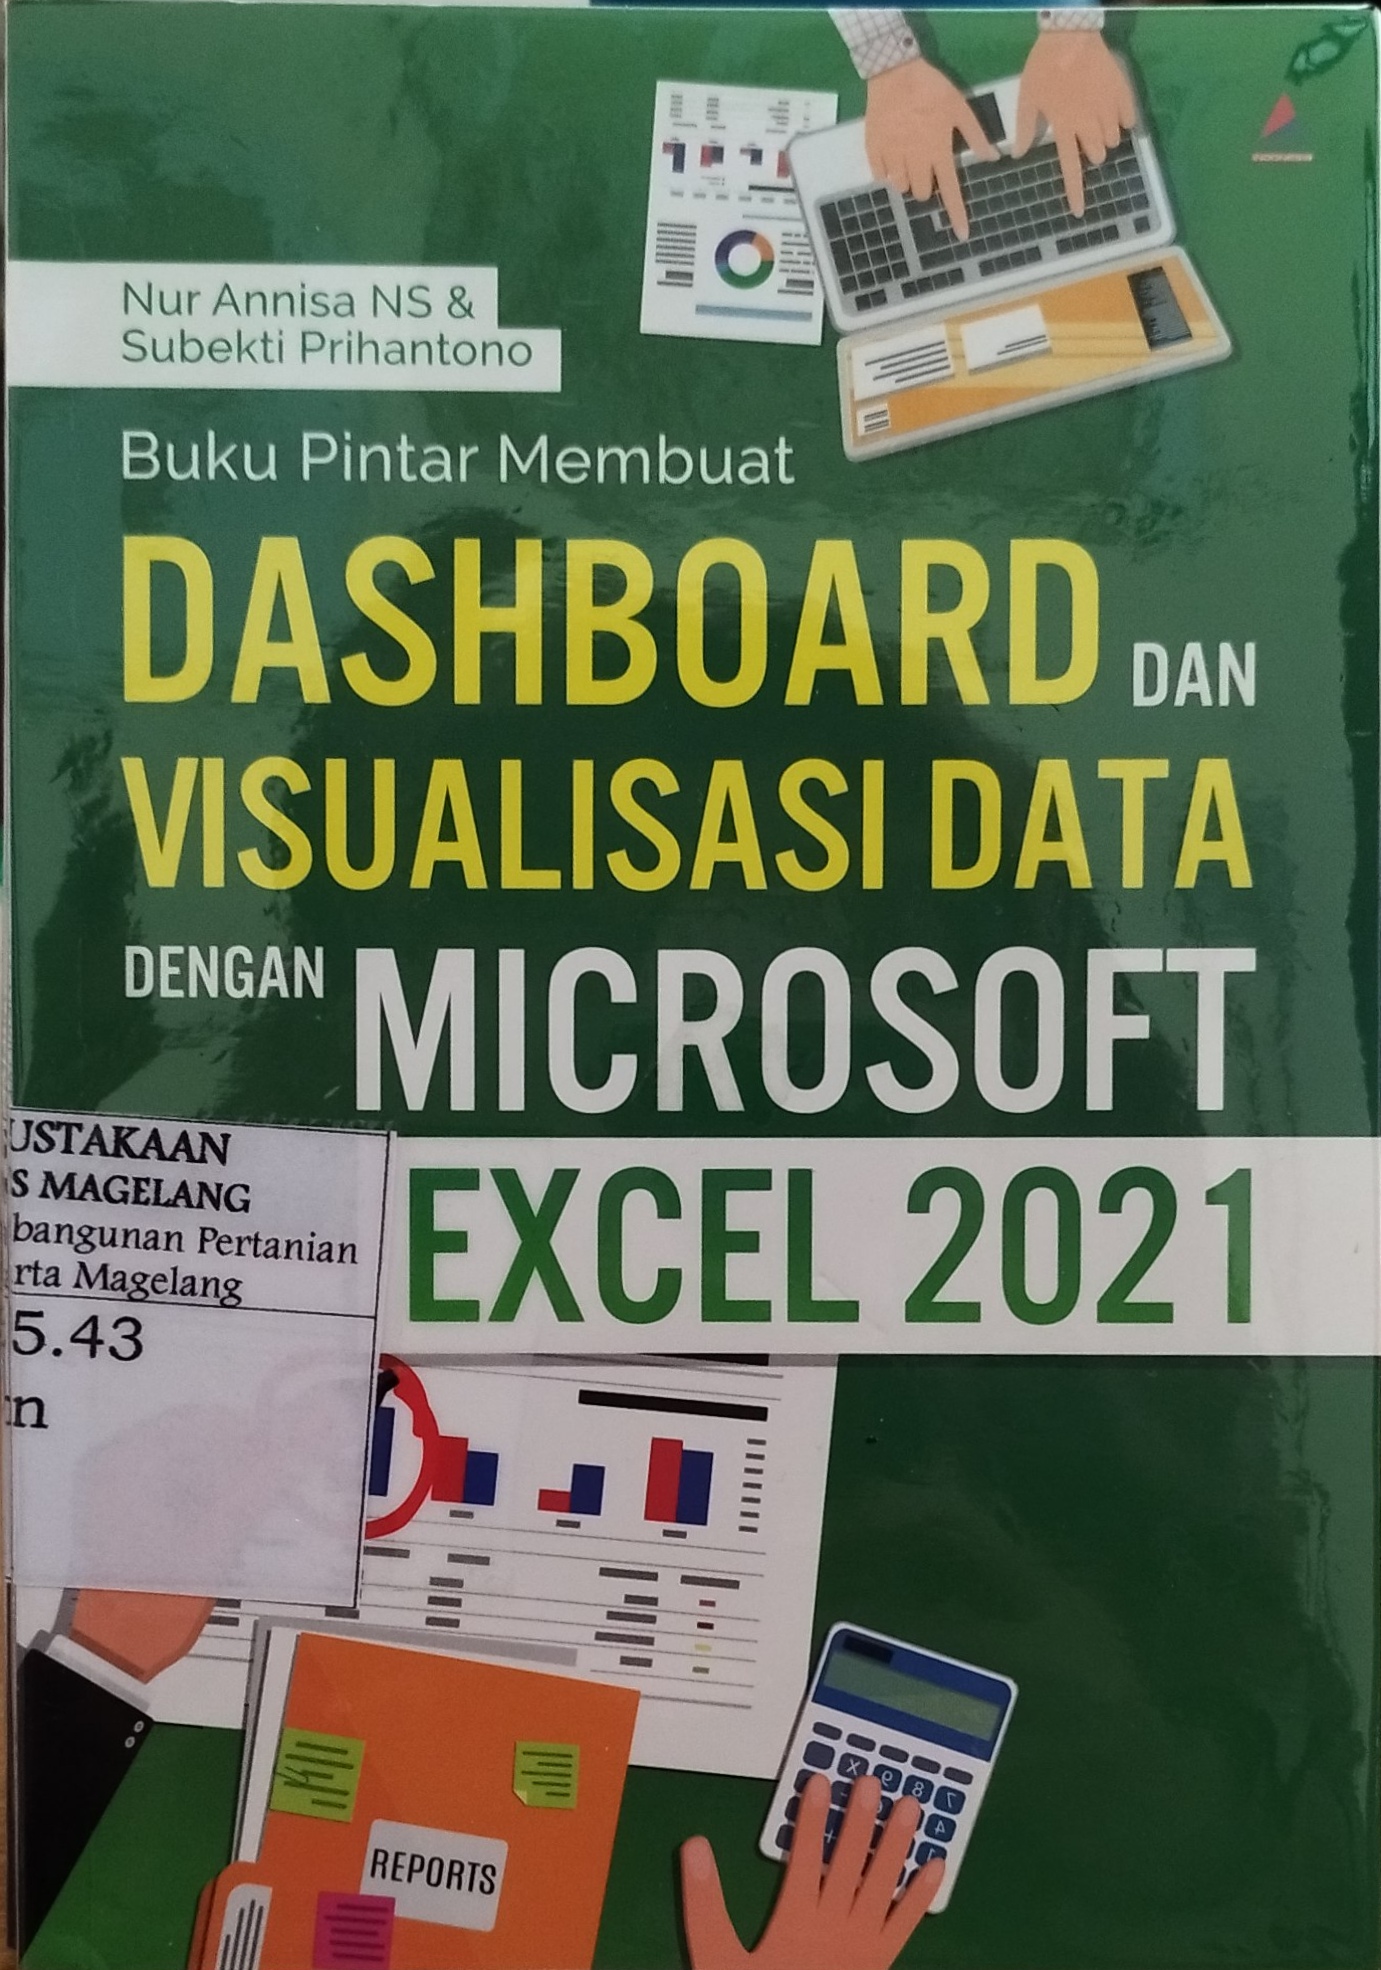 Nur Annisa NS &
Subekti Prihantono
Buku Pintar Membuat
DASHBOARD DAN
VISUALISASI DATA
DENGAN MICROSOFT
EXCEL 2021
USTAKAAN
S MAGELANG
bangunan Pertanian
rta Magelang
5.43
n
REPORTS